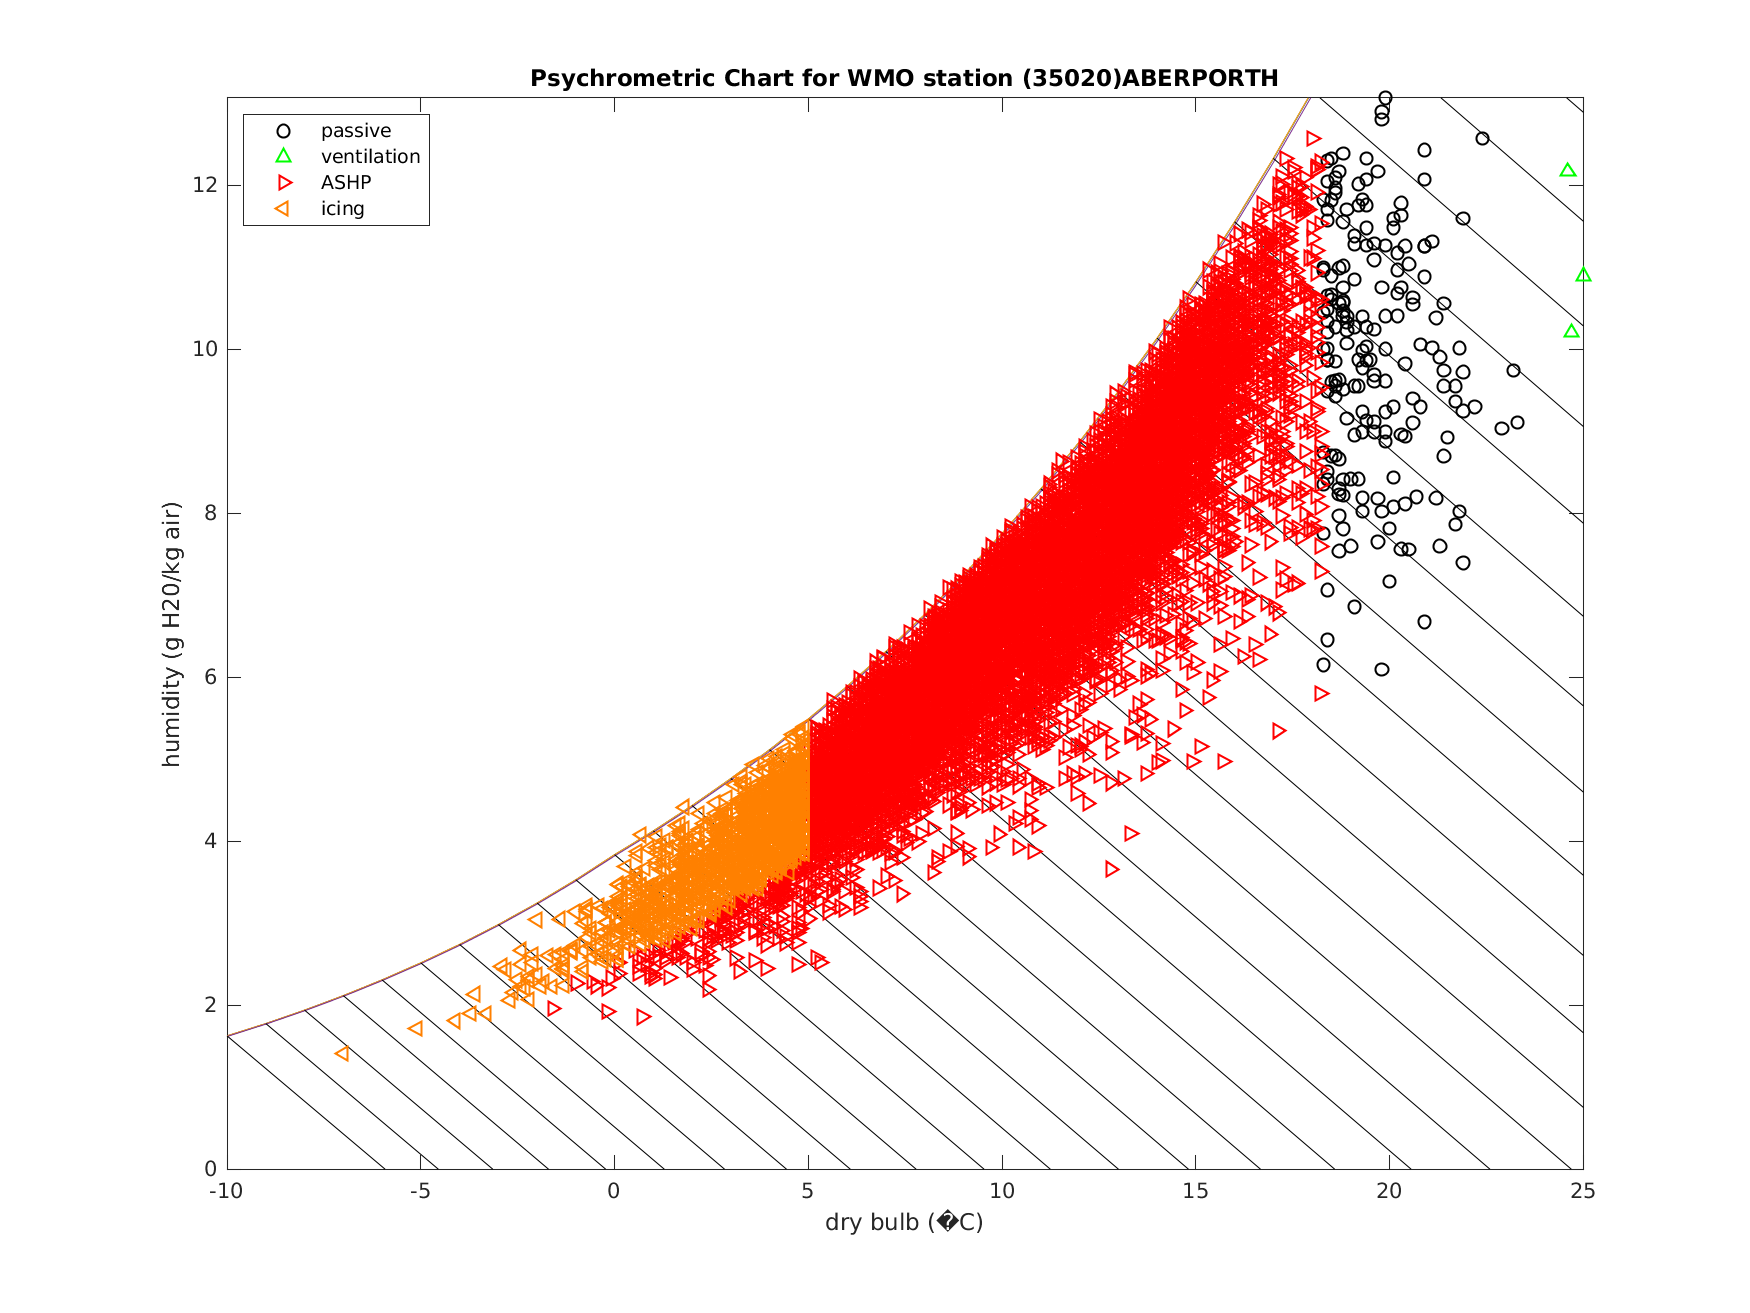 Psychrometric Chart for WMO station (35020)ABERPORTH
passive
ventilation
ASHP
icing
humidity (g H20/kg air)
12
10
8
6
4
2
0
-10
-5
0
5
10
15
20
25
dry bulb (�C)